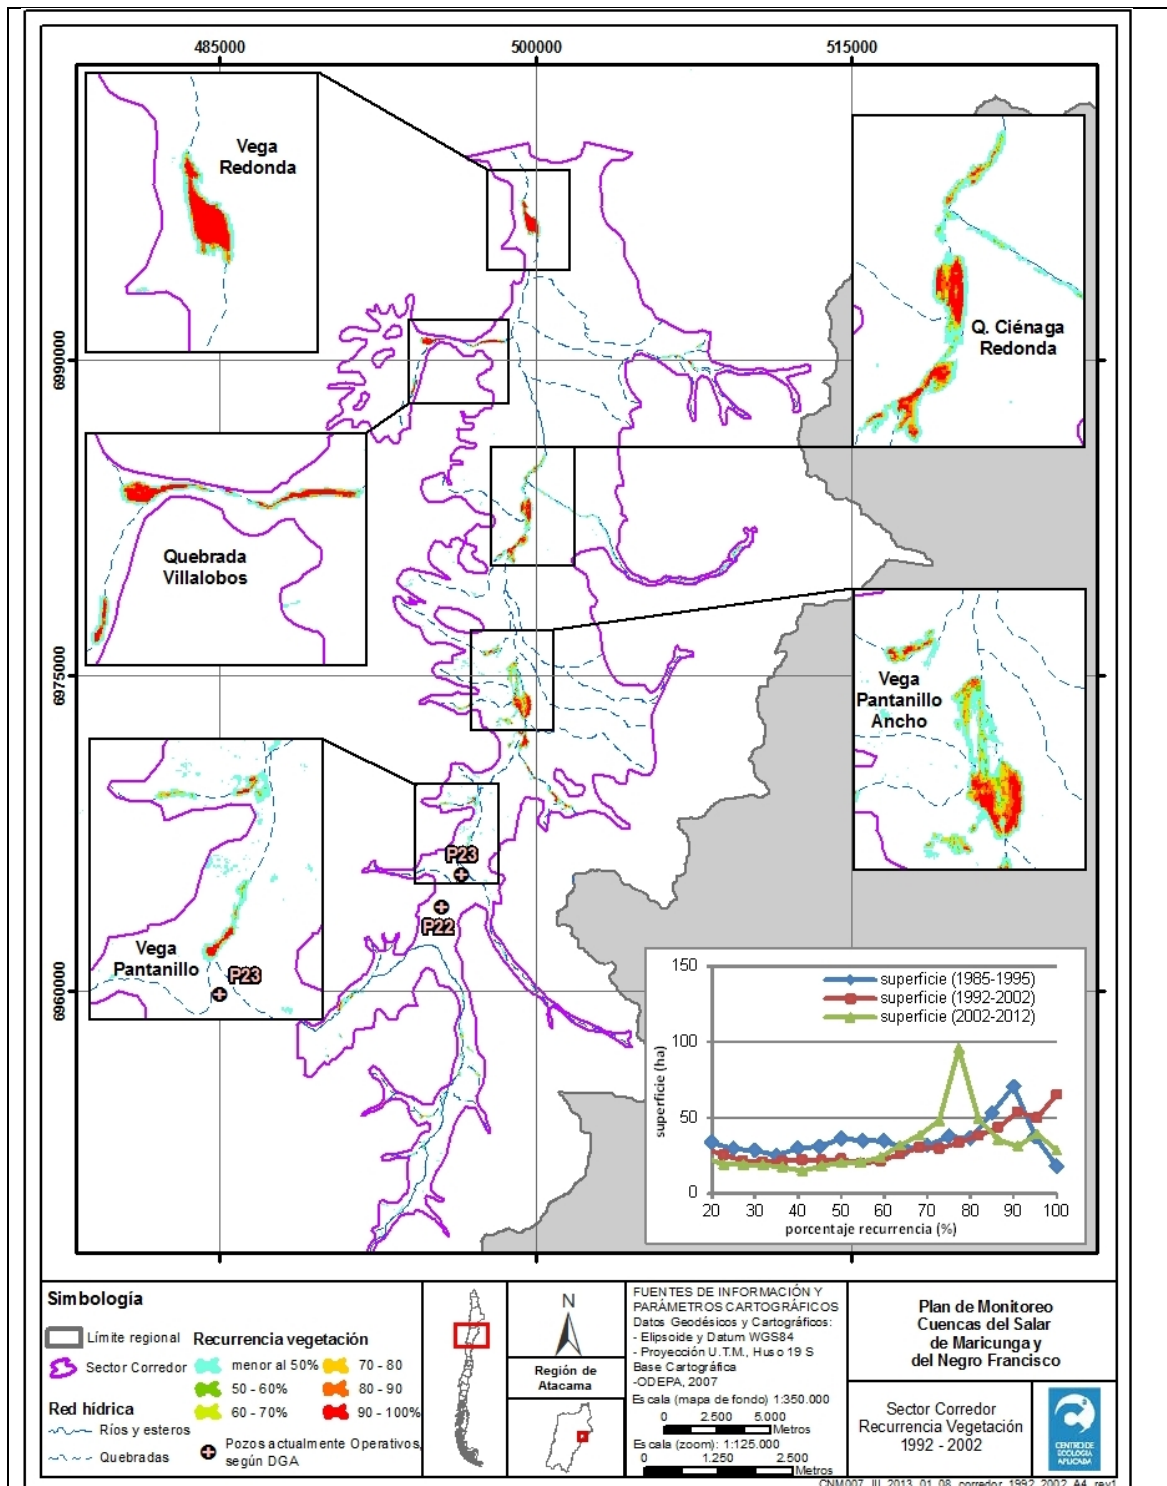 485000
500000
515000
6990000
6975000
6960000
Vega
Redonda
Q. Ciénaga
Redonda
Quebrada
Villalobos
Vega
Pantanillo
Ancho
Vega
Pantanillo
P23
P23
P22
150
100
50
0
superficie (ha)
superficie (1985-1995)
superficie (1992-2002)
superficie (2002-2012)
20 30 40 50 60 70 80 90 100
porcentaje recurrencia (%)
Simbología
Límite regional
Sector Corredor
Red hídrica
Ríos y esteros
Quebradas
Recurrencia vegetación
menor al 50%
50 - 60%
60 - 70%
70 - 80
80 - 90
90 - 100%
Pozos actualmente Operativos,
según DGA
N
Región de
Atacama
FUENTES DE INFORMACIÓN Y
PARÁMETROS CARTOGRÁFICOS
Datos Geodésicos y Cartográficos:
- Elipsoide y Datum WGS84
- Proyección U.T.M., Huso 19 S
Base Cartográfica
-ODEPA, 2007
Escala (mapa de fondo) 1:350.000
0 2.500 5.000
Metros
Escala (zoom): 1:125.000
0 1.250 2.500
Metros
Plan de Monitoreo
Cuencas del Salar
de Maricunga y
del Negro Francisco
Sector Corredor
Recurrencia Vegetación
1992 - 2002
CENTRO DE
ECOLOGÍA
APLICADA
CNM007_III_2013_01_08_corredor_1992_2002_A4_rev1